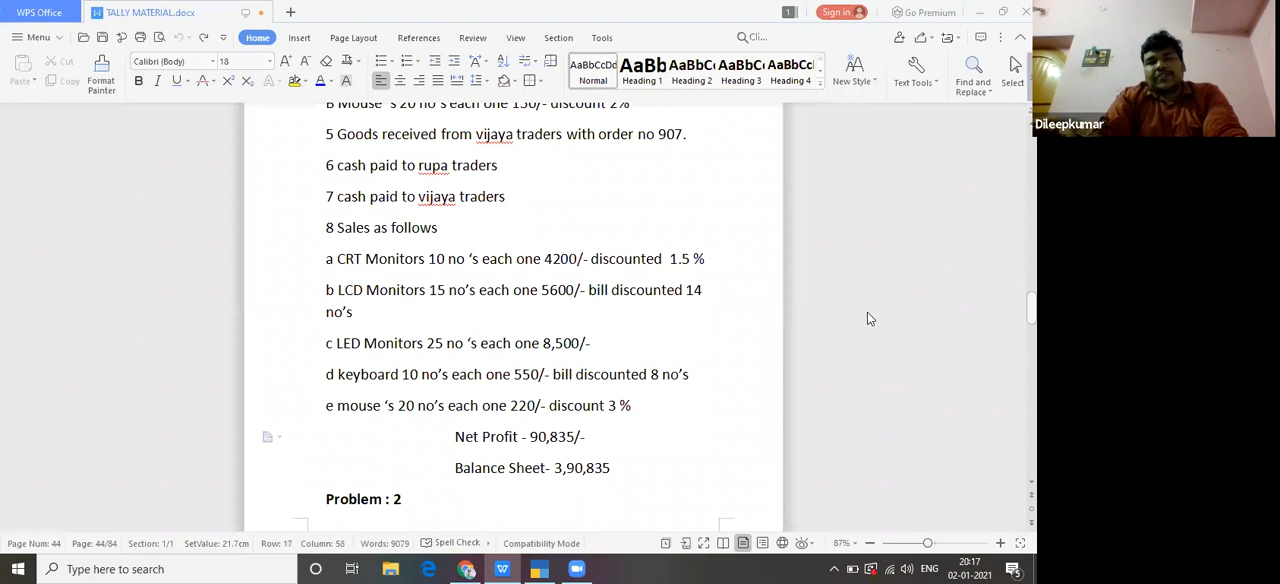 WPS Office
TALLY MATERIAL.docx
1
Sign in
Go Premium
Menu
Home
Insert
Page Layout
References
Review
View
Section
Tools
Cli...
Paste
Cut
Copy
Format
Painter
Calibri (Body)
18
AaBbCcDd
Normal
AaBb
Heading 1
AaBbC
Heading 2
AaBbC
Heading 3
AaBbCc
Heading 4
New Style
Text Tools
Find and
Replace
Select
Dileepkumar
B Mouse 's 20 no's each one 150/- discount 2%
5 Goods received from vijaya traders with order no 907.
6 cash paid to rupa traders
7 cash paid to vijaya traders
8 Sales as follows
a CRT Monitors 10 no 's each one 4200/- discounted 1.5 %
b LCD Monitors 15 no's each one 5600/- bill discounted 14
no's
c LED Monitors 25 no 's each one 8,500/-
d keyboard 10 no's each one 550/- bill discounted 8 no's
e mouse 's 20 no's each one 220/- discount 3 %
Net Profit - 90,835/-
Balance Sheet- 3,90,835
Problem : 2
Page Num: 44
Page: 44/84
Section: 1/1
SetValue: 21.7cm
Row: 17
Column: 58
Words: 9079
Spell Check
Compatibility Mode
87%
Type here to search
ENG
20:17
02-01-2021
5